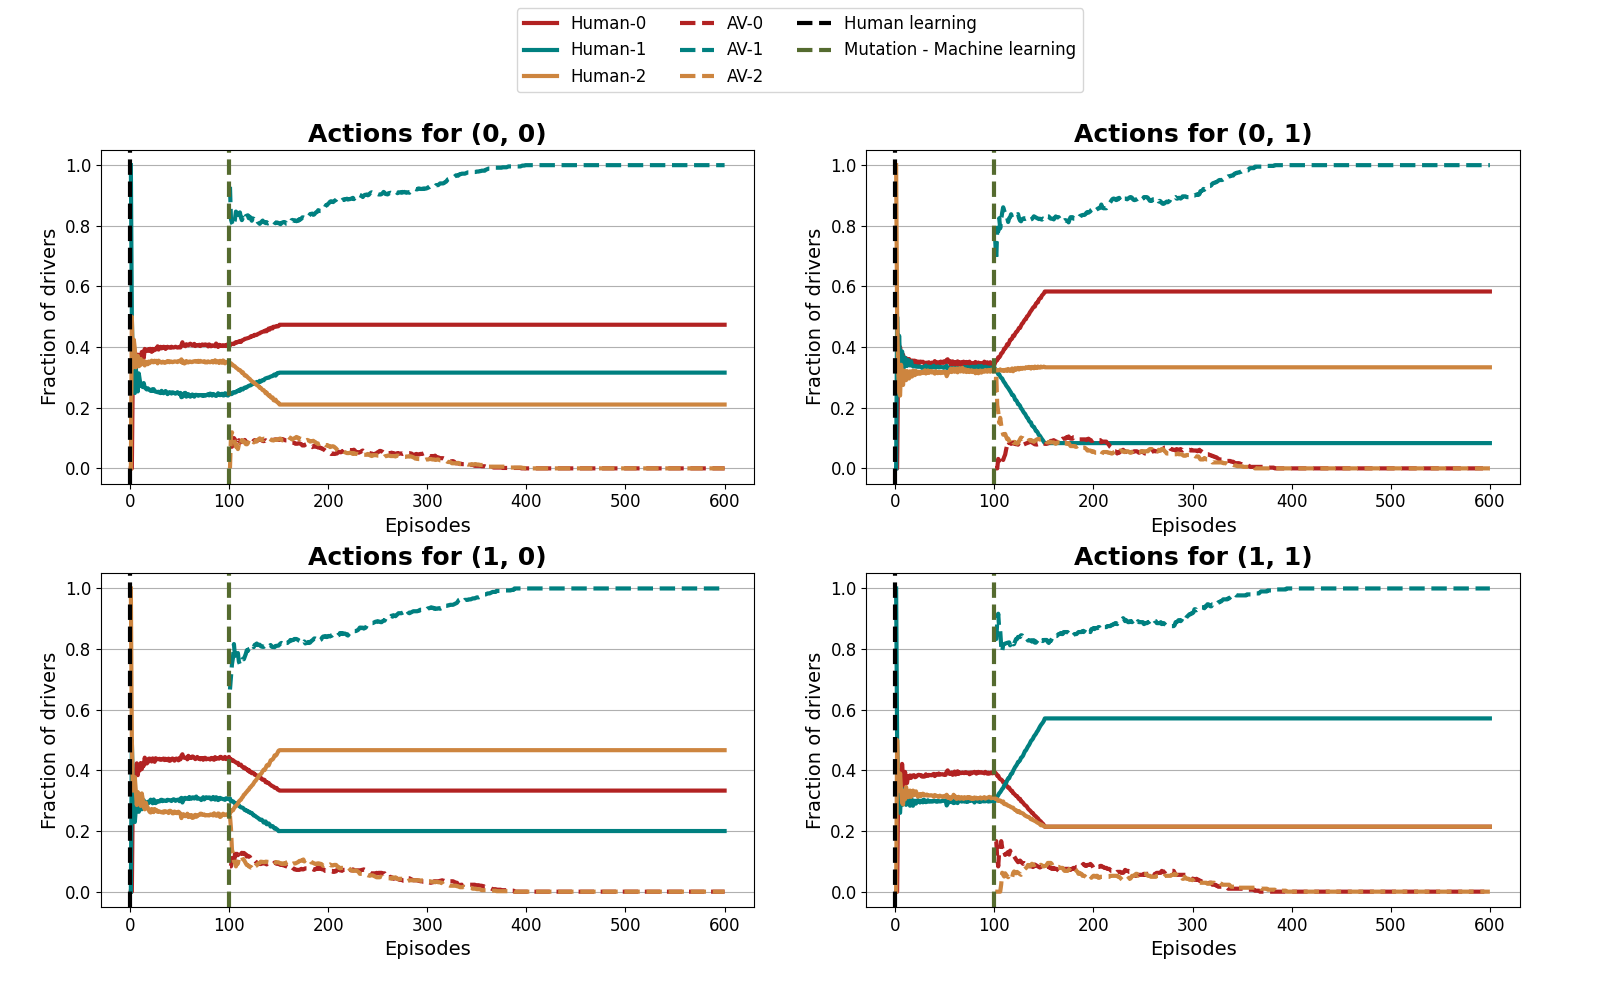 Human-0 AV-0 Human learning
Human-1 AV-1 Mutation - Machine learning
Human-2 AV-2
Actions for (0, 0)
Fraction of drivers
1.0
0.8
0.6
0.4
0.2
0.0
0 100 200 300 400 500 600
Episodes
Actions for (0, 1)
Fraction of drivers
1.0
0.8
0.6
0.4
0.2
0.0
0 100 200 300 400 500 600
Episodes
Actions for (1, 0)
Fraction of drivers
1.0
0.8
0.6
0.4
0.2
0.0
0 100 200 300 400 500 600
Episodes
Actions for (1, 1)
Fraction of drivers
1.0
0.8
0.6
0.4
0.2
0.0
0 100 200 300 400 500 600
Episodes